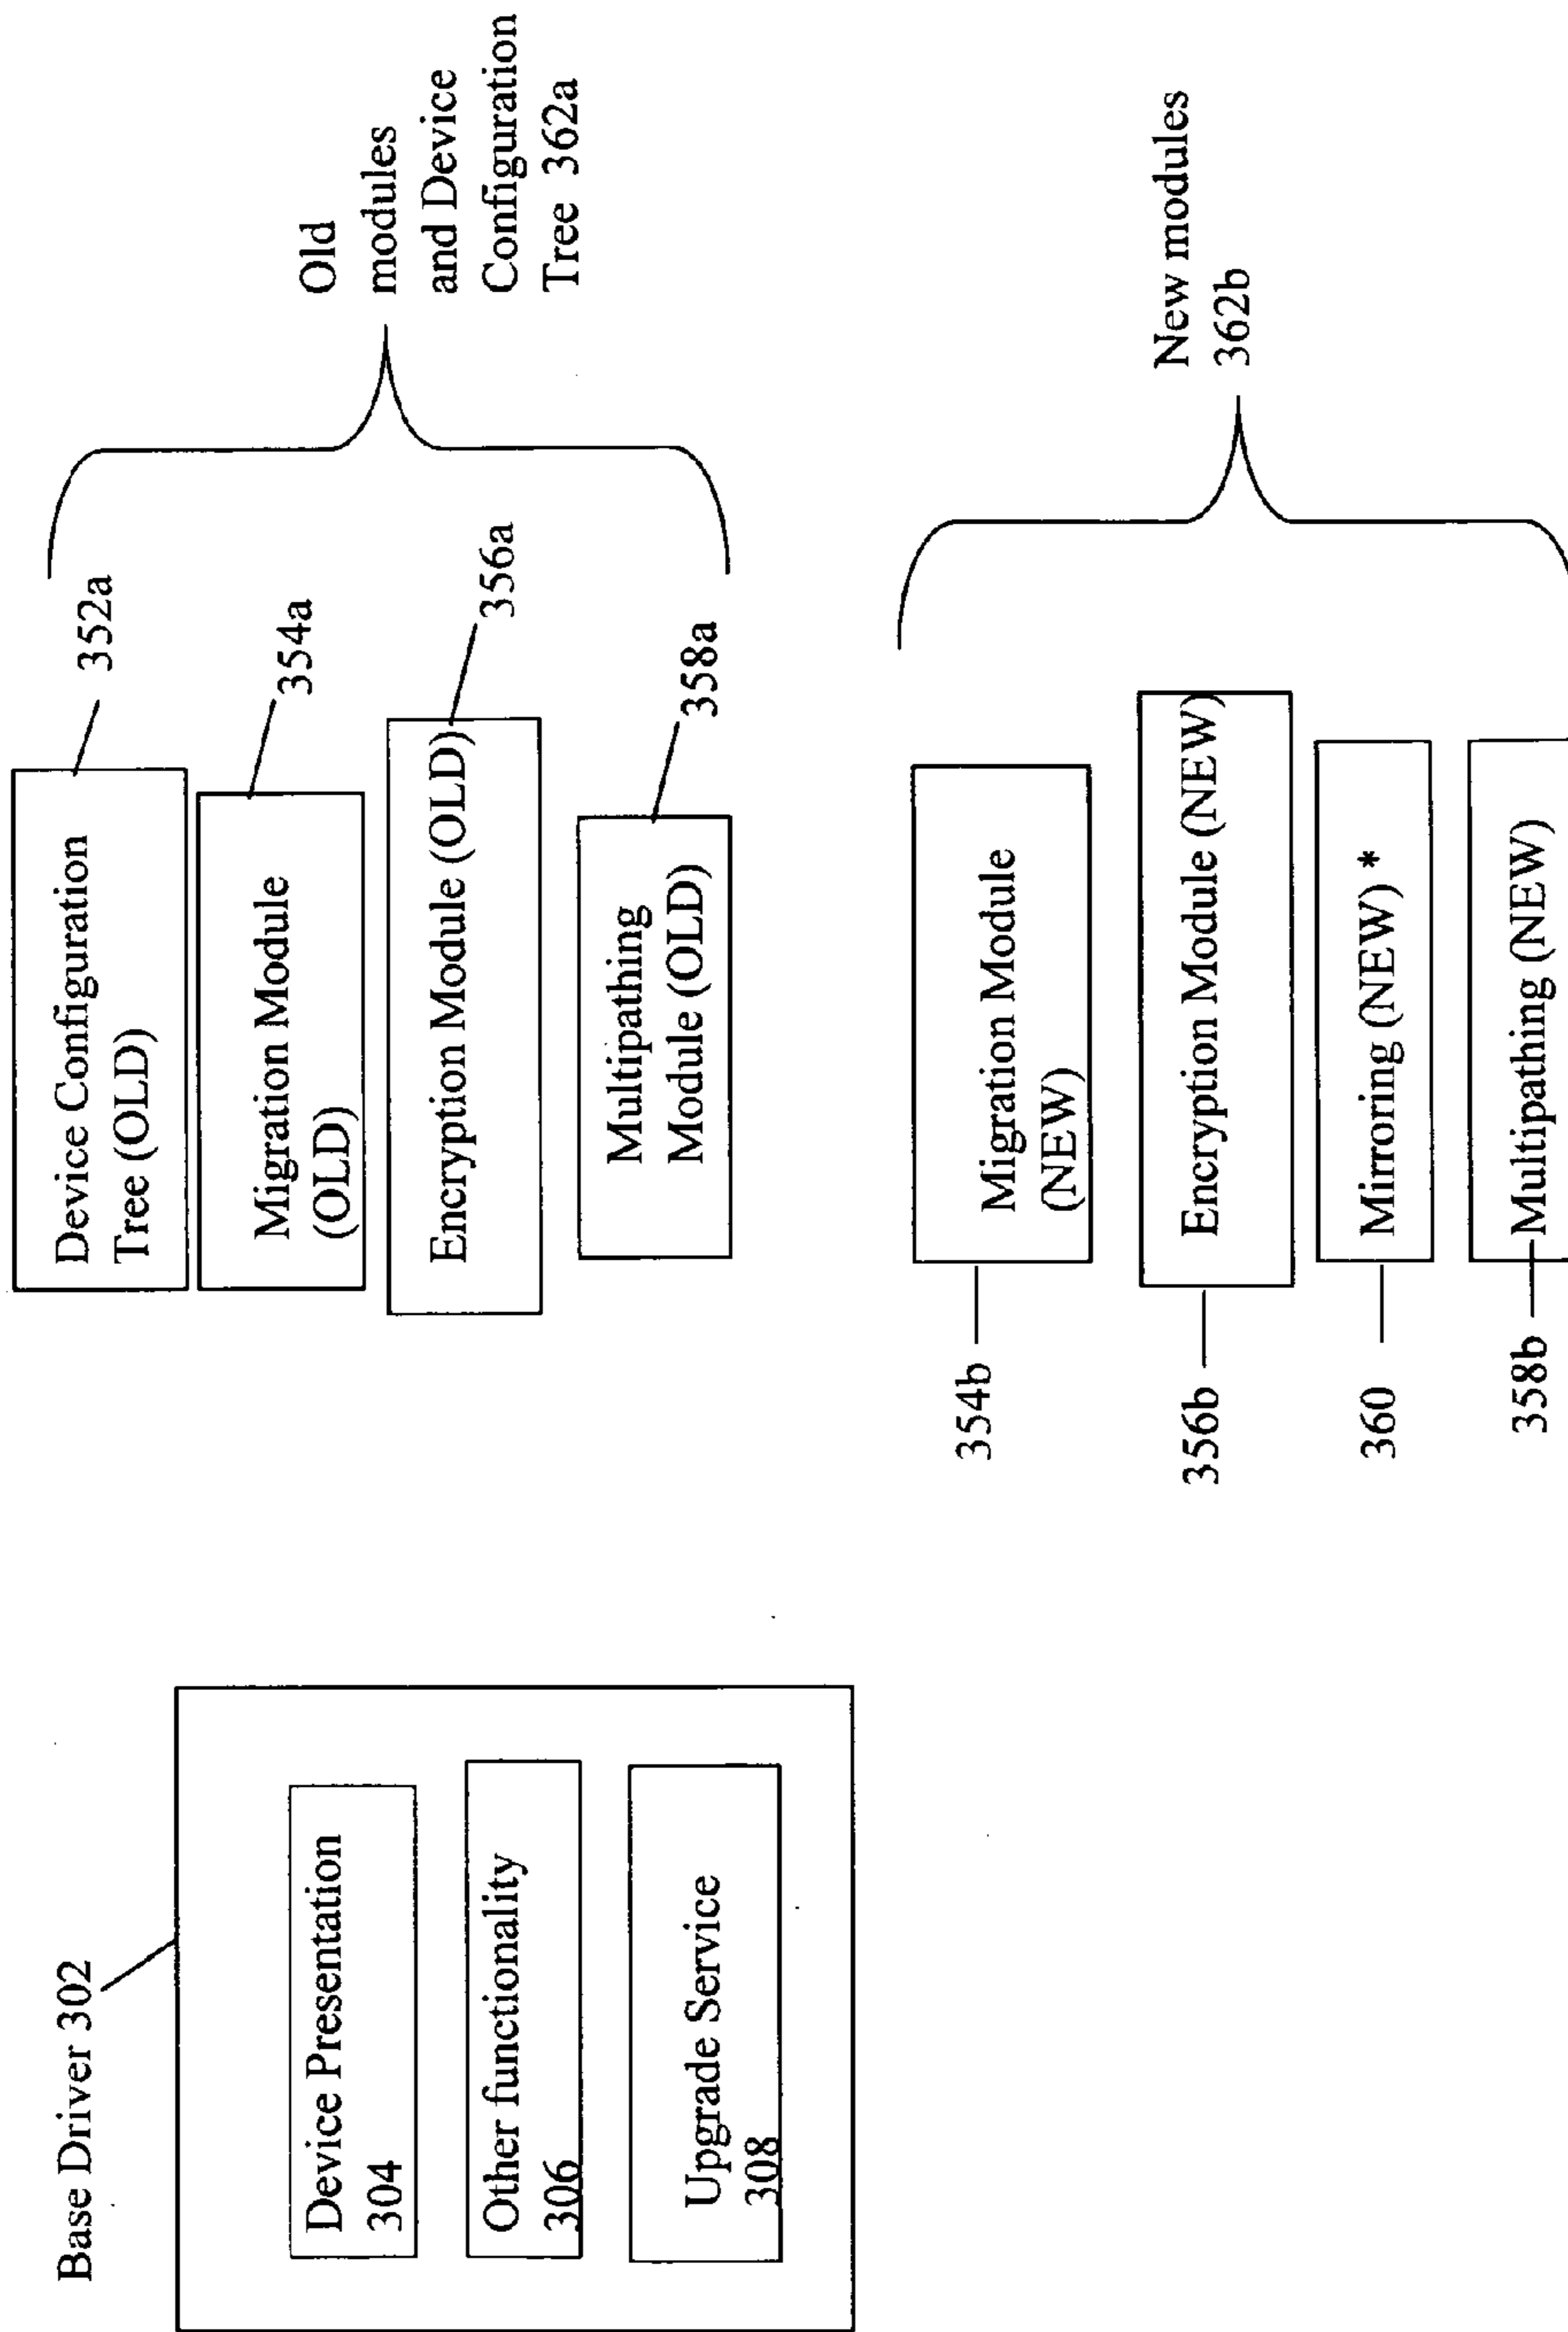 Base Driver 302
Device Presentation
304
Other functionality
306
Upgrade Service
308
Device Configuration
Tree (OLD)
352a
Migration Module
(OLD)
354a
Encryption Module (OLD)
356a
Multipathing
Module (OLD)
358a
Old
modules
and Device
Configuration
Tree 362a
354b
Migration Module
(NEW)
356b
Encryption Module (NEW)
360
Mirroring (NEW) *
358b
Multipathing (NEW)
New modules
362b